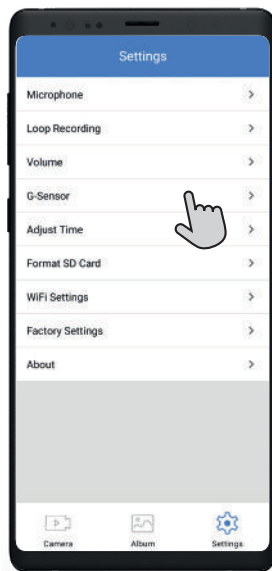 Settings
Microphone
Loop Recording
Volume
G-Sensor
Adjust Time
Format SD Card
WiFi Settings
Factory Settings
About
Camera Album Settings